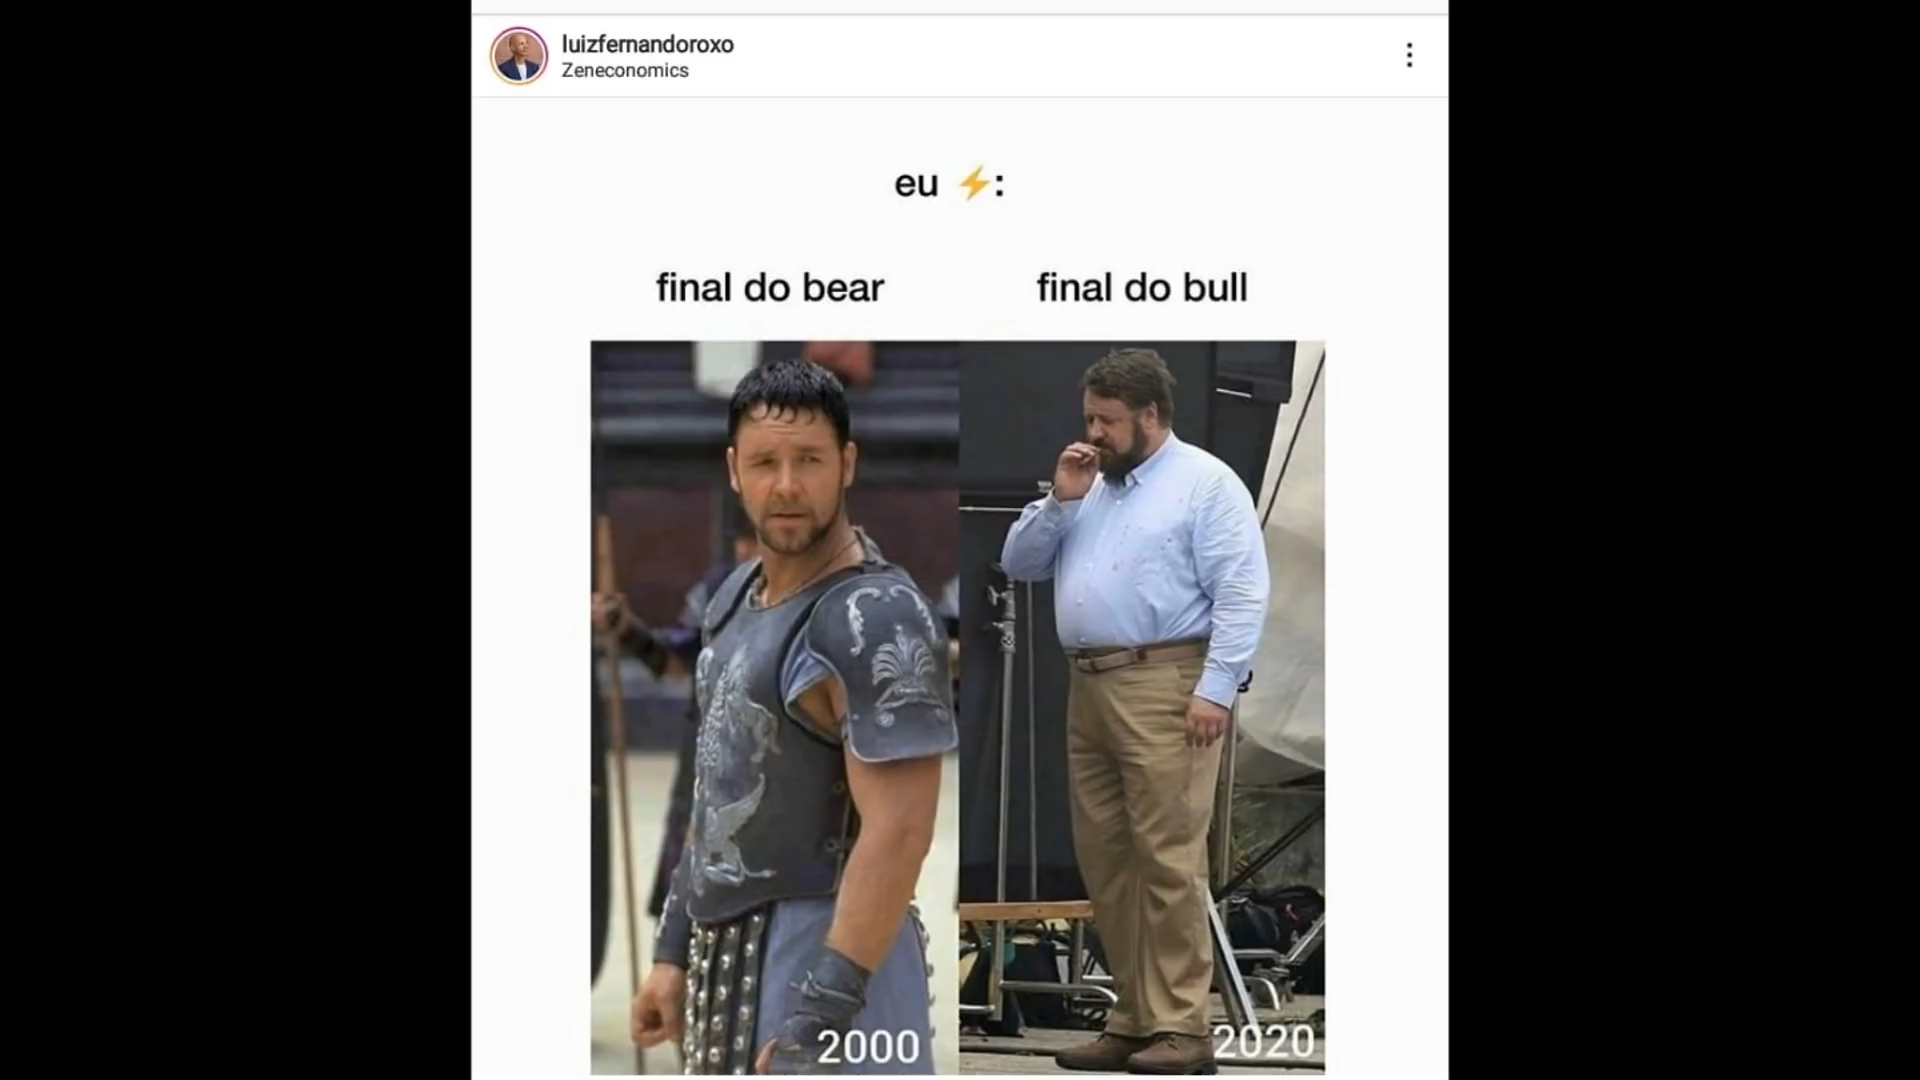 luizfernandoroxo
Zeneconomics
eu ⚡:
final do bear
final do bull
2000
2020